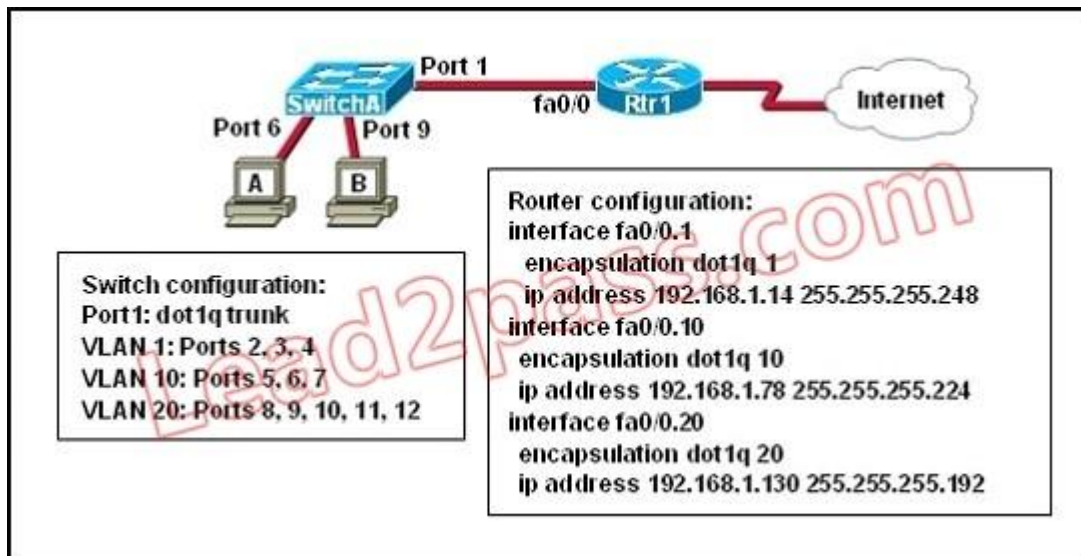 Port 1
SwitchA
Rtr1
Internet
fa0/0
Port 6
Port 9
A
B
Switch configuration:
Port1: dot1q trunk
VLAN 1: Ports 2, 3, 4
VLAN 10: Ports 5, 6, 7
VLAN 20: Ports 8, 9, 10, 11, 12
Router configuration:
interface fa0/0.1
encapsulation dot1q 1
ip address 192.168.1.14 255.255.255.248
interface fa0/0.10
encapsulation dot1q 10
ip address 192.168.1.78 255.255.255.224
interface fa0/0.20
encapsulation dot1q 20
ip address 192.168.1.130 255.255.255.192
Lead2pass.com